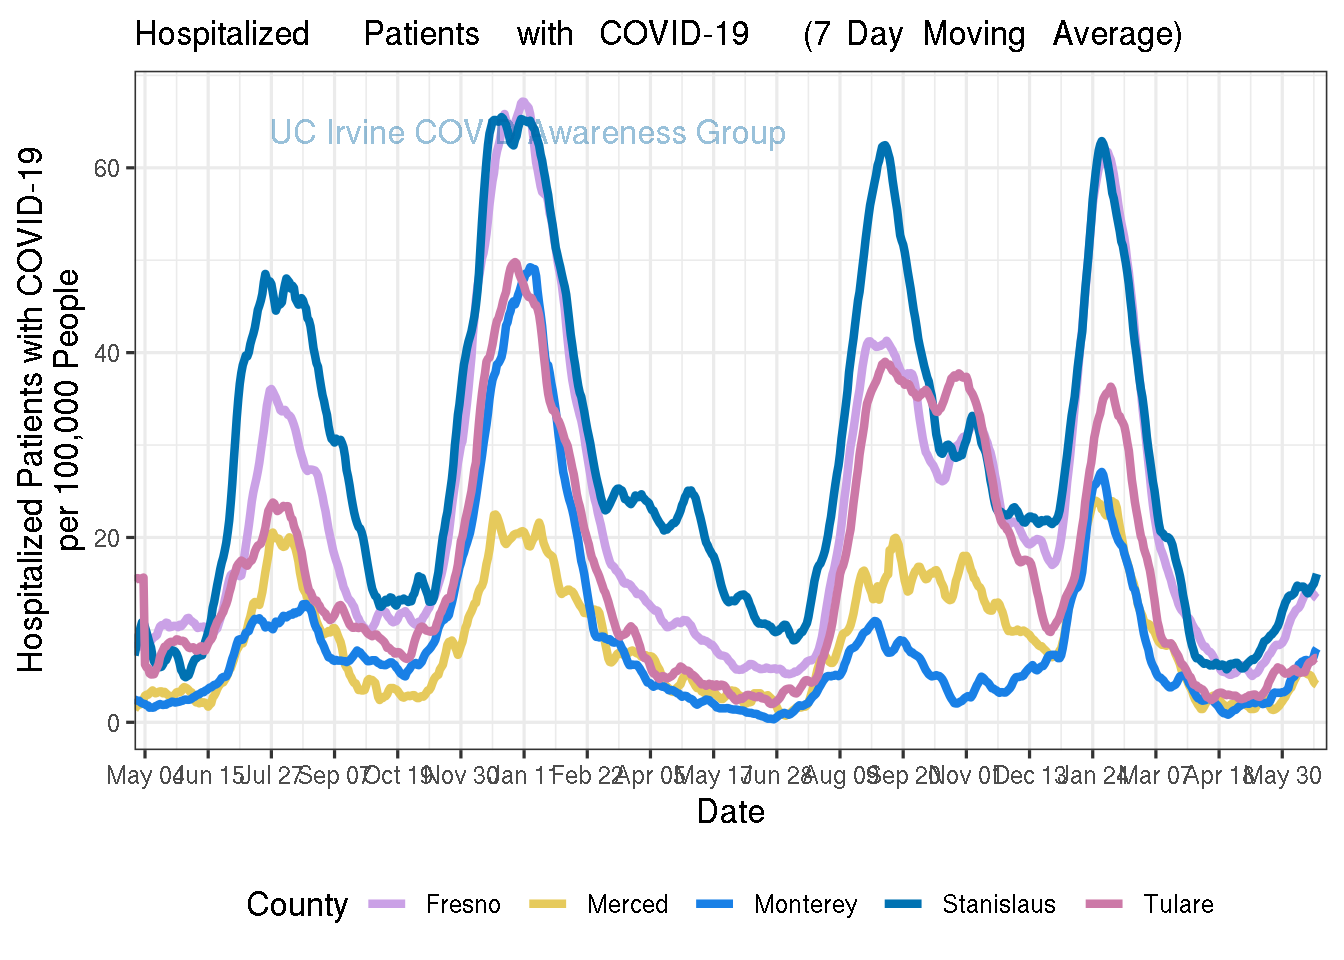 Hospitalized Patients with COVID-19 (7 Day Moving Average)
UC Irvine COVID Awareness Group
Hospitalized Patients with COVID-19
per 100,000 People
60
40
20
0
May 04 Jun 15 Jul 27 Sep 07 Oct 19 Nov 30 Jan 11 Feb 22 Apr 05 May 17 Jun 28 Aug 09 Sep 20 Nov 01 Dec 13 Jan 24 Mar 07 Apr 18 May 30
Date
County Fresno Merced Monterey Stanislaus Tulare